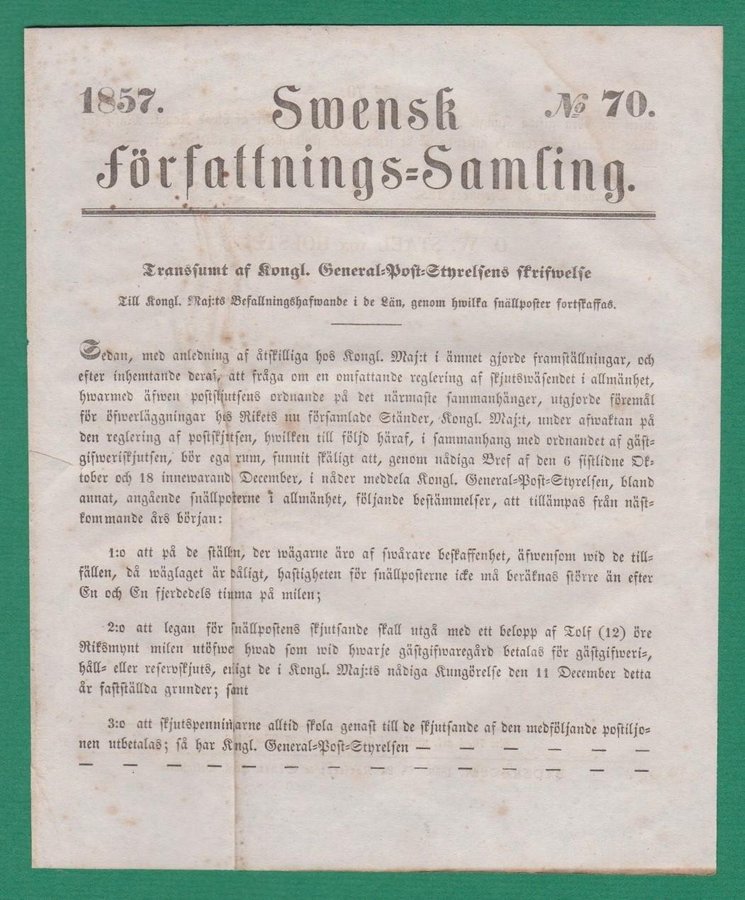 1857. Swensk № 70.
Författnings=Samling.
Transsumt af Kongl. General=Post=Styrelsens skrifwelse
Till Kongl. Maj:ts Befallningshafwande i de Län, genom hwilka snällposter fortskaffas.
Sedan, med anledning af åtskilliga hos Kongl. Maj:t i ämnet gjorde framställningar, och
efter inhemtande deraf, att fråga om en omfattande reglering af skjutswäsendet i allmänhet,
hwarmed äfwen postskjutsens ordnande på det närmaste sammanhänger, utgjorde föremål
för öfwerläggningar hos Rikets nu församlade Ständer, Kongl. Maj:t, under afwaktan på
den reglering af postskjutsen, hwilken till följd häraf, i sammanhang med ordnandet af gäst-
gifweriskjutsen, bör ega rum, funnit skäligt att, genom nådiga Bref af den 6 sistlidne Ok-
tober och 18 innewarand December, i nåder meddela Kongl. General=Post=Styrelsen, bland
annat, angående snällposterne i allmänhet, följande bestämmelser, att tillämpas från näst-
kommande års början:
1:o att på de ställen, der wägarne äro af swårare beskaffenhet, äfwensom wid de till-
fällen, då wäglaget är dåligt, hastigheten för snällposterne icke må beräknas större än efter
En och En fjerdedels timma på milen;
2:o att legan för snällpostens skjutsande skall utgå med ett belopp af Tolf (12) öre
Riksmynt milen utöfwer hwad som wid hwarje gästgifwaregård betalas för gästgifweri-,
håll- eller reservskjuts, enligt de i Kongl. Maj:ts nådiga Kungörelse den 11 December detta
år fastställda grunder; samt
3:o att skjutspenningarne alltid skola genast till de skjutsande af den medföljande postiljo-
nen utbetalas; så har Kongl. General=Post=Styrelsen — — — — — —
— — — — — — — — — — — — — — — —